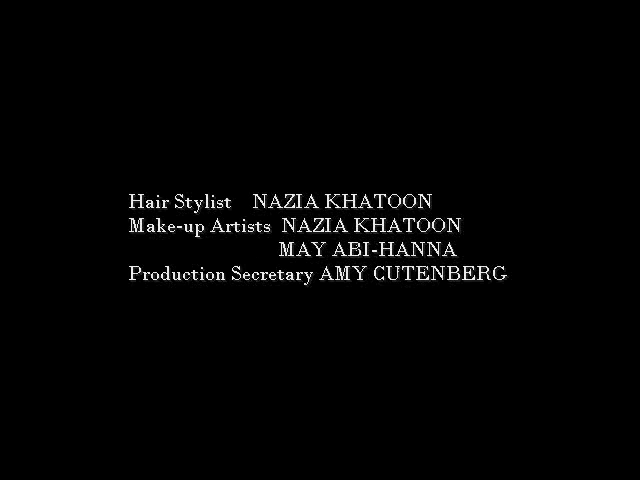 Hair Stylist NAZIA KHATOON
Make-up Artists NAZIA KHATOON
MAY ABI-HANNA
Production Secretary AMY CUTENBERG